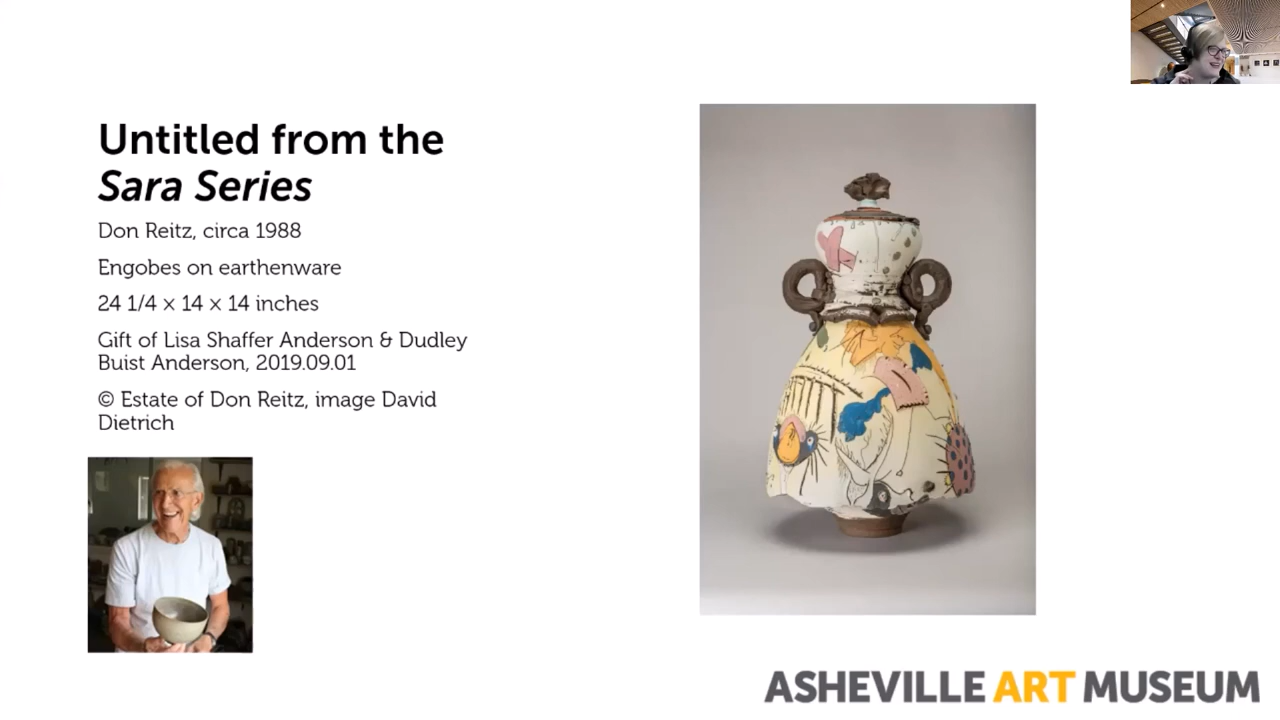 Untitled from the
Sara Series
Don Reitz, circa 1988
Engobes on earthenware
24 1/4 × 14 × 14 inches
Gift of Lisa Shaffer Anderson & Dudley
Buist Anderson, 2019.09.01
© Estate of Don Reitz, image David
Dietrich
ASHEVILLE ART MUSEUM